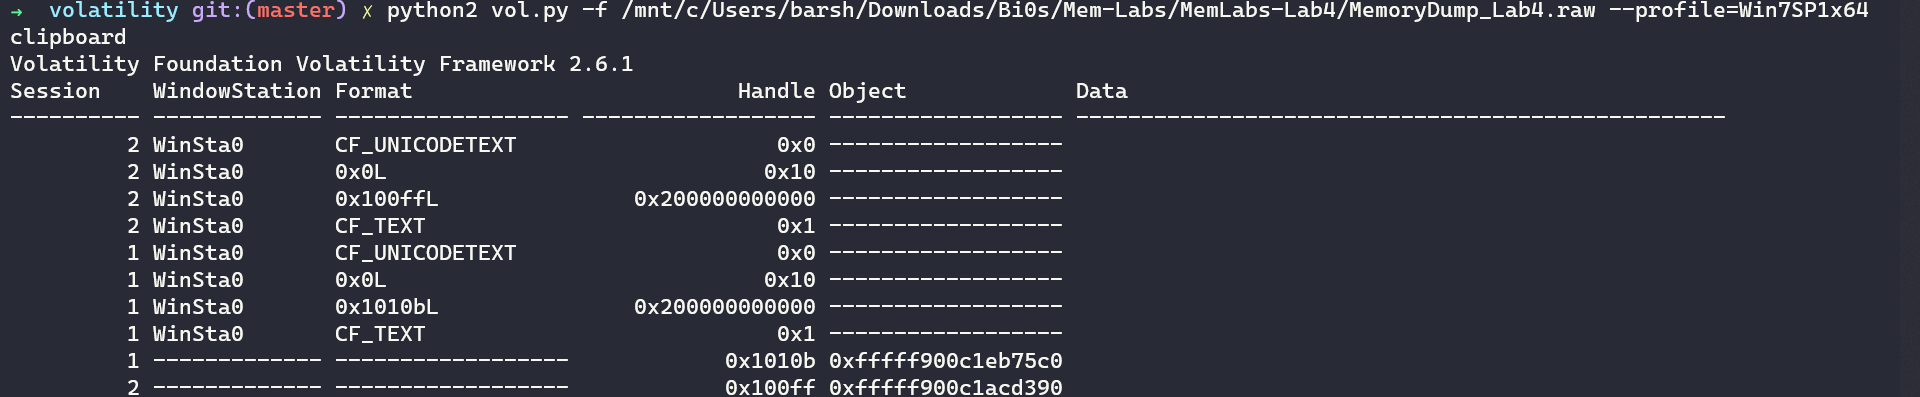 →  volatility git:(master) ✗ python2 vol.py -f /mnt/c/Users/barsh/Downloads/Bi0s/Mem-Labs/MemLabs-Lab4/MemoryDump_Lab4.raw --profile=Win7SP1x64
clipboard
Volatility Foundation Volatility Framework 2.6.1
Session    WindowStation Format                         Handle Object             Data
---------- ------------- ------------------ ------------------ ------------------ --------------------------------------------------
         2 WinSta0       CF_UNICODETEXT                    0x0 ------------------
         2 WinSta0       0x0L                             0x10 ------------------
         2 WinSta0       0x100ffL               0x200000000000 ------------------
         2 WinSta0       CF_TEXT                           0x1 ------------------
         1 WinSta0       CF_UNICODETEXT                    0x0 ------------------
         1 WinSta0       0x0L                             0x10 ------------------
         1 WinSta0       0x1010bL               0x200000000000 ------------------
         1 WinSta0       CF_TEXT                           0x1 ------------------
         1 ------------- ------------------            0x1010b 0xfffff900c1eb75c0
         2 ------------- ------------------            0x100ff 0xfffff900c1acd390